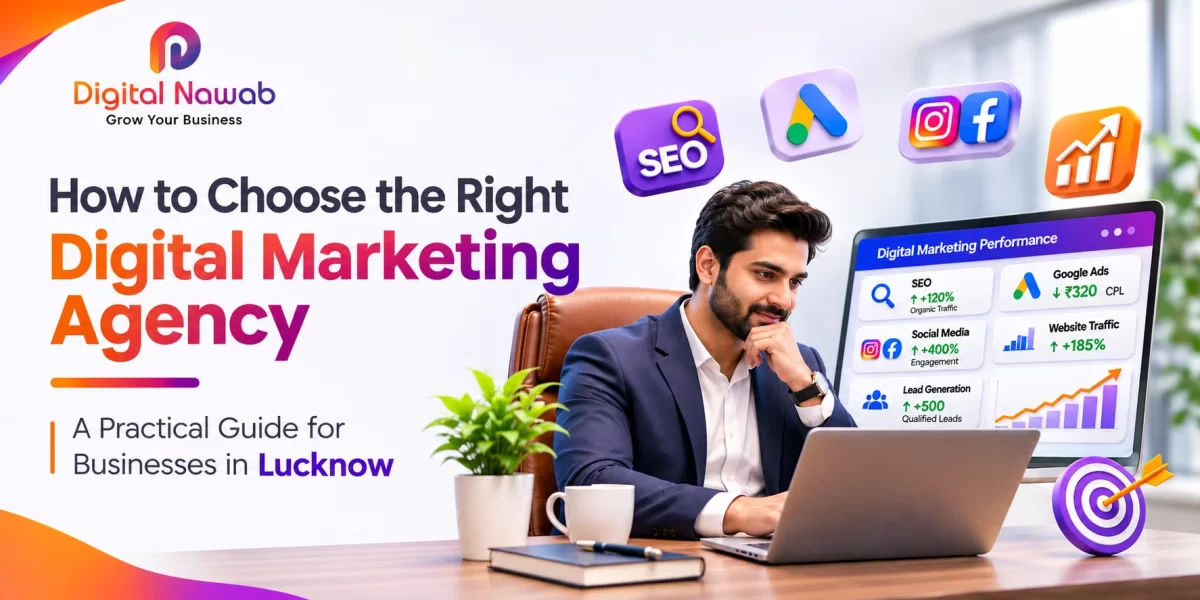 Digital Nawab
Grow Your Business
How to Choose the Right
Digital Marketing
Agency
A Practical Guide for
Businesses in Lucknow
SEO
Digital Marketing Performance
SEO
↑ +120%
Organic Traffic
Google Ads
↓ ₹320 CPL
Social Media
↑ +400%
Engagement
Website Traffic
↑ +185%
Lead Generation
↑ +500
Qualified Leads